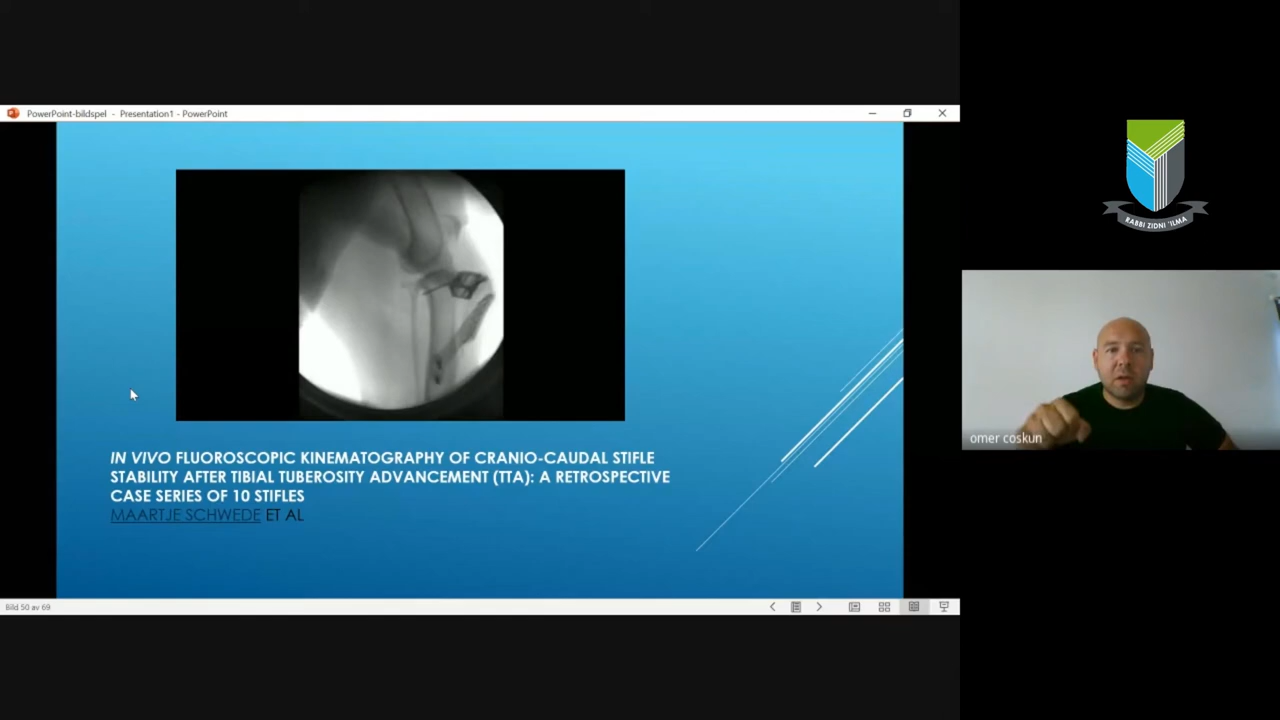 PowerPoint-bildspel - Presentation1 - PowerPoint
IN VIVO FLUOROSCOPIC KINEMATOGRAPHY OF CRANIO-CAUDAL STIFLE
STABILITY AFTER TIBIAL TUBEROSITY ADVANCEMENT (TTA): A RETROSPECTIVE
CASE SERIES OF 10 STIFLES
MAARTJE SCHWEDE ET AL
Bild 50 av 69
RABBI ZIDNI 'ILMA
omer coskun